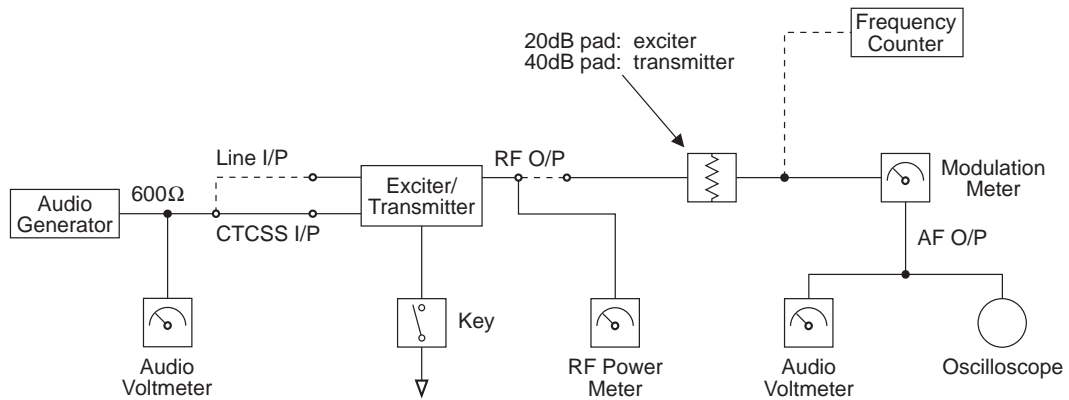 Frequency
Counter
20dB pad: exciter
40dB pad: transmitter
Line I/P
RF O/P
600Ω
Audio
Generator
Exciter/
Transmitter
Modulation
Meter
CTCSS I/P
AF O/P
Key
Audio
Voltmeter
RF Power
Meter
Audio
Voltmeter
Oscilloscope